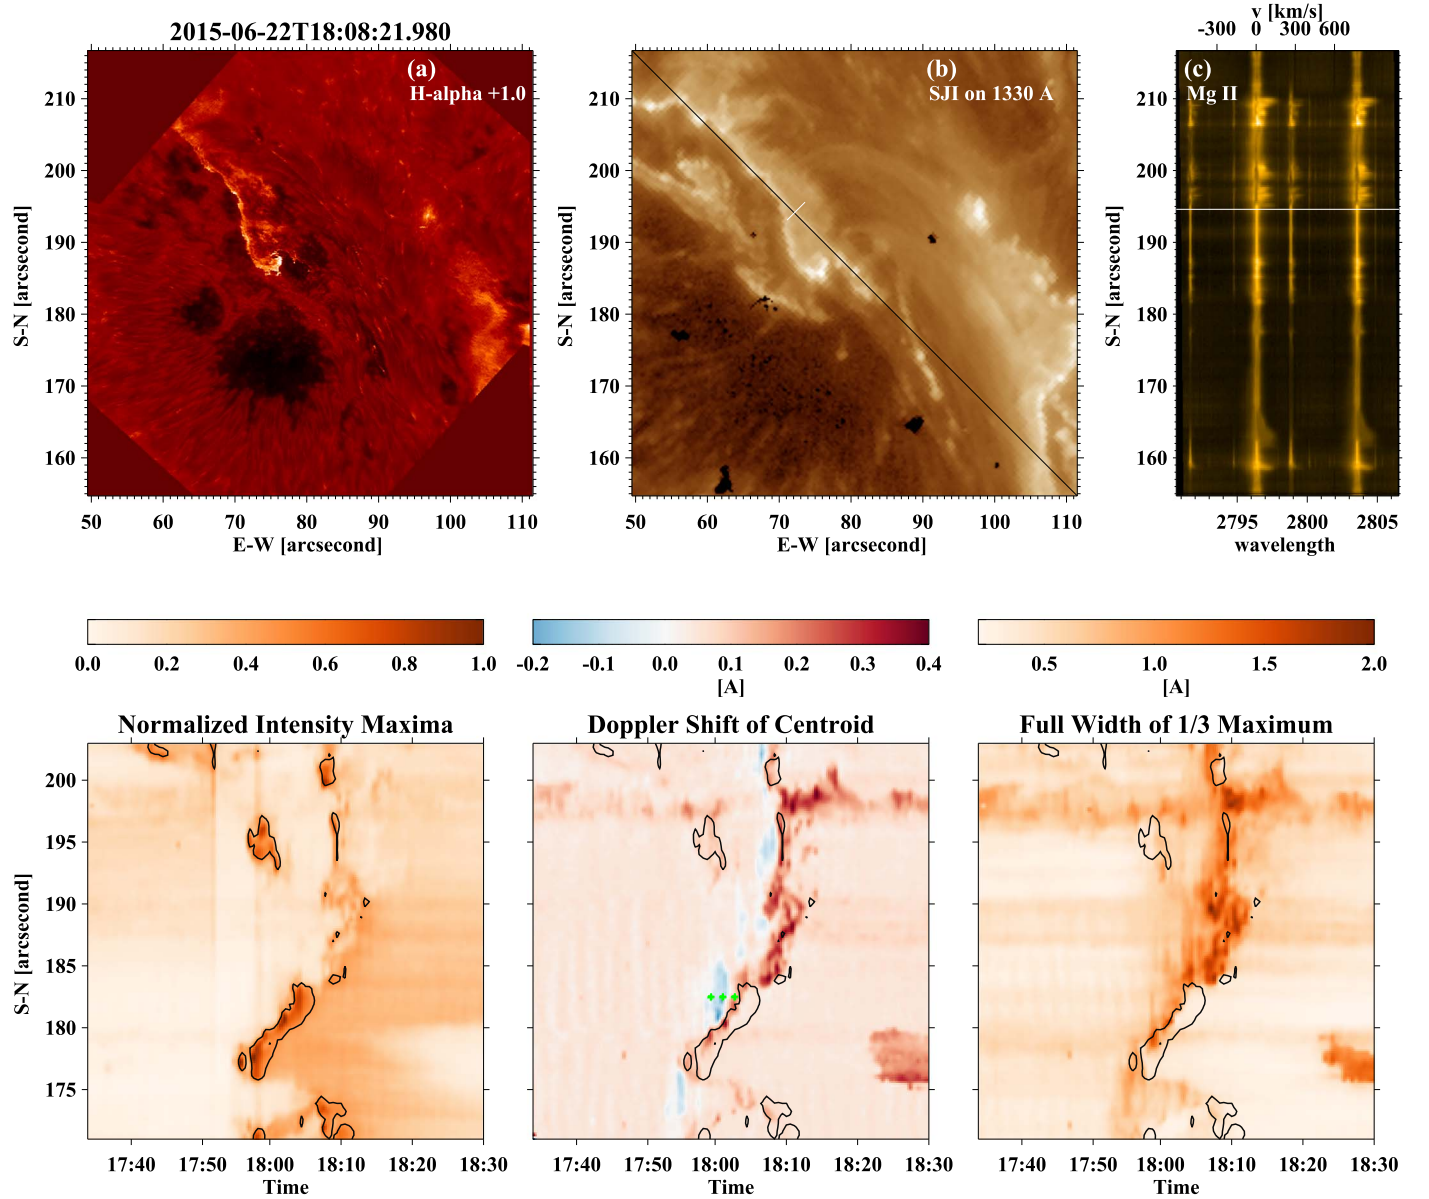 2015-06-22T18:08:21.980
v [km/s]
-300 0 300 600
(a)
H-alpha +1.0
(b)
SJI on 1330 A
(c)
Mg II
S-N [arcsecond]
210
200
190
180
170
160
50 60 70 80 90 100 110
E-W [arcsecond]
S-N [arcsecond]
210
200
190
180
170
160
50 60 70 80 90 100 110
E-W [arcsecond]
S-N [arcsecond]
210
200
190
180
170
160
2795 2800 2805
wavelength
0.0 0.2 0.4 0.6 0.8 1.0
-0.2 -0.1 0.0 0.1 0.2 0.3 0.4
[A]
0.5 1.0 1.5 2.0
[A]
Normalized Intensity Maxima
Doppler Shift of Centroid
Full Width of 1/3 Maximum
S-N [arcsecond]
200
195
190
185
180
175
17:40 17:50 18:00 18:10 18:20 18:30
Time
17:40 17:50 18:00 18:10 18:20 18:30
Time
17:40 17:50 18:00 18:10 18:20 18:30
Time